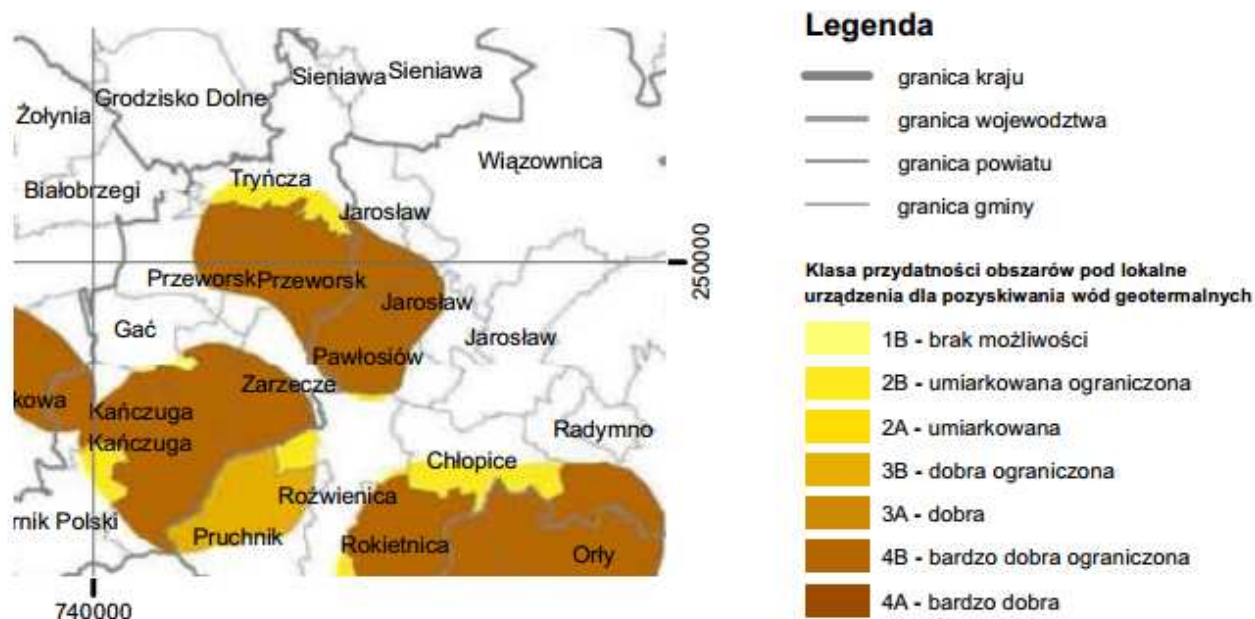 Sieniawa
Sieniawa
Grodzisko Dolne
Żołynia
Wiązownica
Tryńcza
Białobrzegi
Jarosław
Przeworsk
Przeworsk
Jarosław
Gać
Jarosław
Pawłosiów
Zarzecze
kowa
Kańczuga
Radymno
Kańczuga
Chłopice
Roźwienica
rnik Polski
Pruchnik
Rokietnica
Orły
740000
250000
Legenda
granica kraju
granica wojewodztwa
granica powiatu
granica gminy
Klasa przydatności obszarów pod lokalne
urządzenia dla pozyskiwania wód geotermalnych
1B - brak możliwości
2B - umiarkowana ograniczona
2A - umiarkowana
3B - dobra ograniczona
3A - dobra
4B - bardzo dobra ograniczona
4A - bardzo dobra